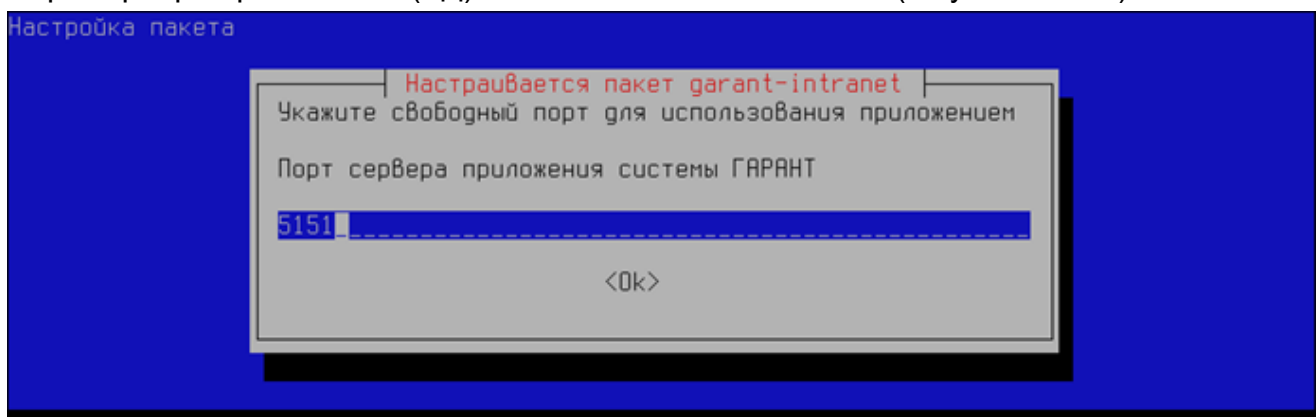 Настройка пакета
Настраивается пакет garant-intranet
Укажите свободный порт для использования приложением
Порт сервера приложения системы ГАРАНТ
5151
<Ok>